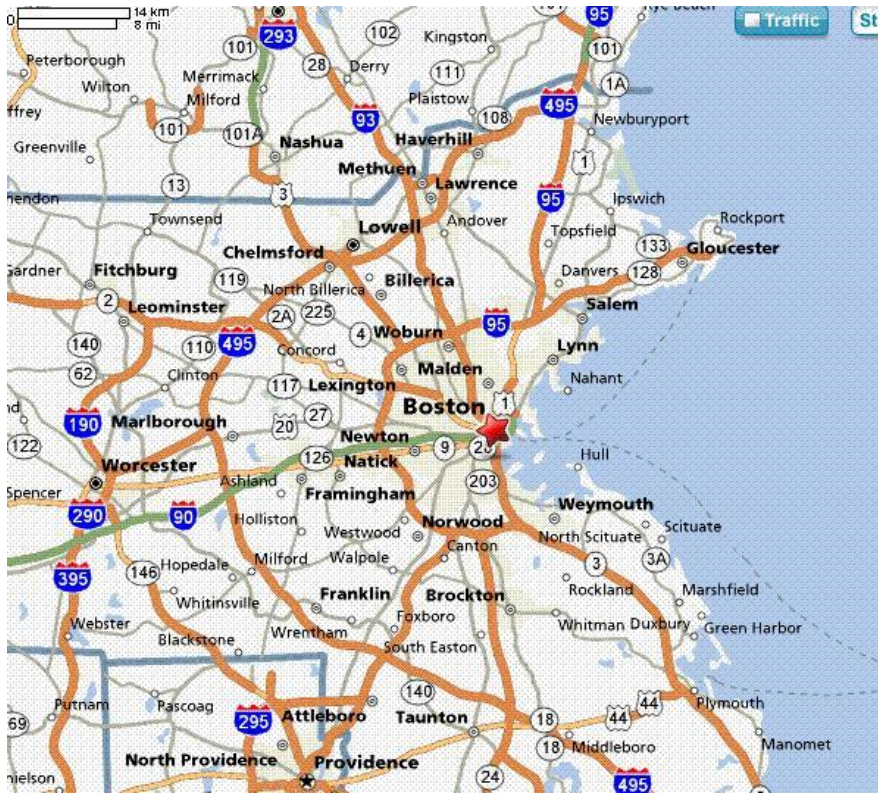 14 km
8 mi
95
Rye Beach
Traffic
St
293
101
102
Kingston
101
Peterborough
Merrimack
28
Derry
111
Wilton
Milford
Plaistow
1A
ffrey
93
495
101
101A
108
Newburyport
Nashua
Haverhill
Greenville
Methuen
1
13
3
Lawrence
95
Townsend
Lowell
Andover
Ipswich
Rockport
Topsfield
133
Gloucester
Chelmsford
Gardner
Fitchburg
119
North Billerica
Billerica
Danvers
128
2
Leominster
2A
225
Salem
4
Woburn
95
140
110
495
Concord
Lynn
62
Clinton
117
Lexington
Malden
Nahant
190
Marlborough
27
Boston
1
20
122
Newton
9
28
Hull
126
Worcester
Natick
203
Spencer
Ashland
Framingham
Weymouth
290
90
Holliston
Norwood
Scituate
Westwood
North Scituate
Canton
395
146
Hopedale
Milford
Walpole
3
3A
Whitinsville
Franklin
Brockton
Rockland
Marshfield
Webster
Foxboro
Blackstone
Wrentham
Whitman
Duxbury
Green Harbor
South Easton
Putnam
Pascoag
140
Plymouth
69
295
Attleboro
Taunton
18
44
44
18
Middleboro
Manomet
North Providence
Providence
24
495